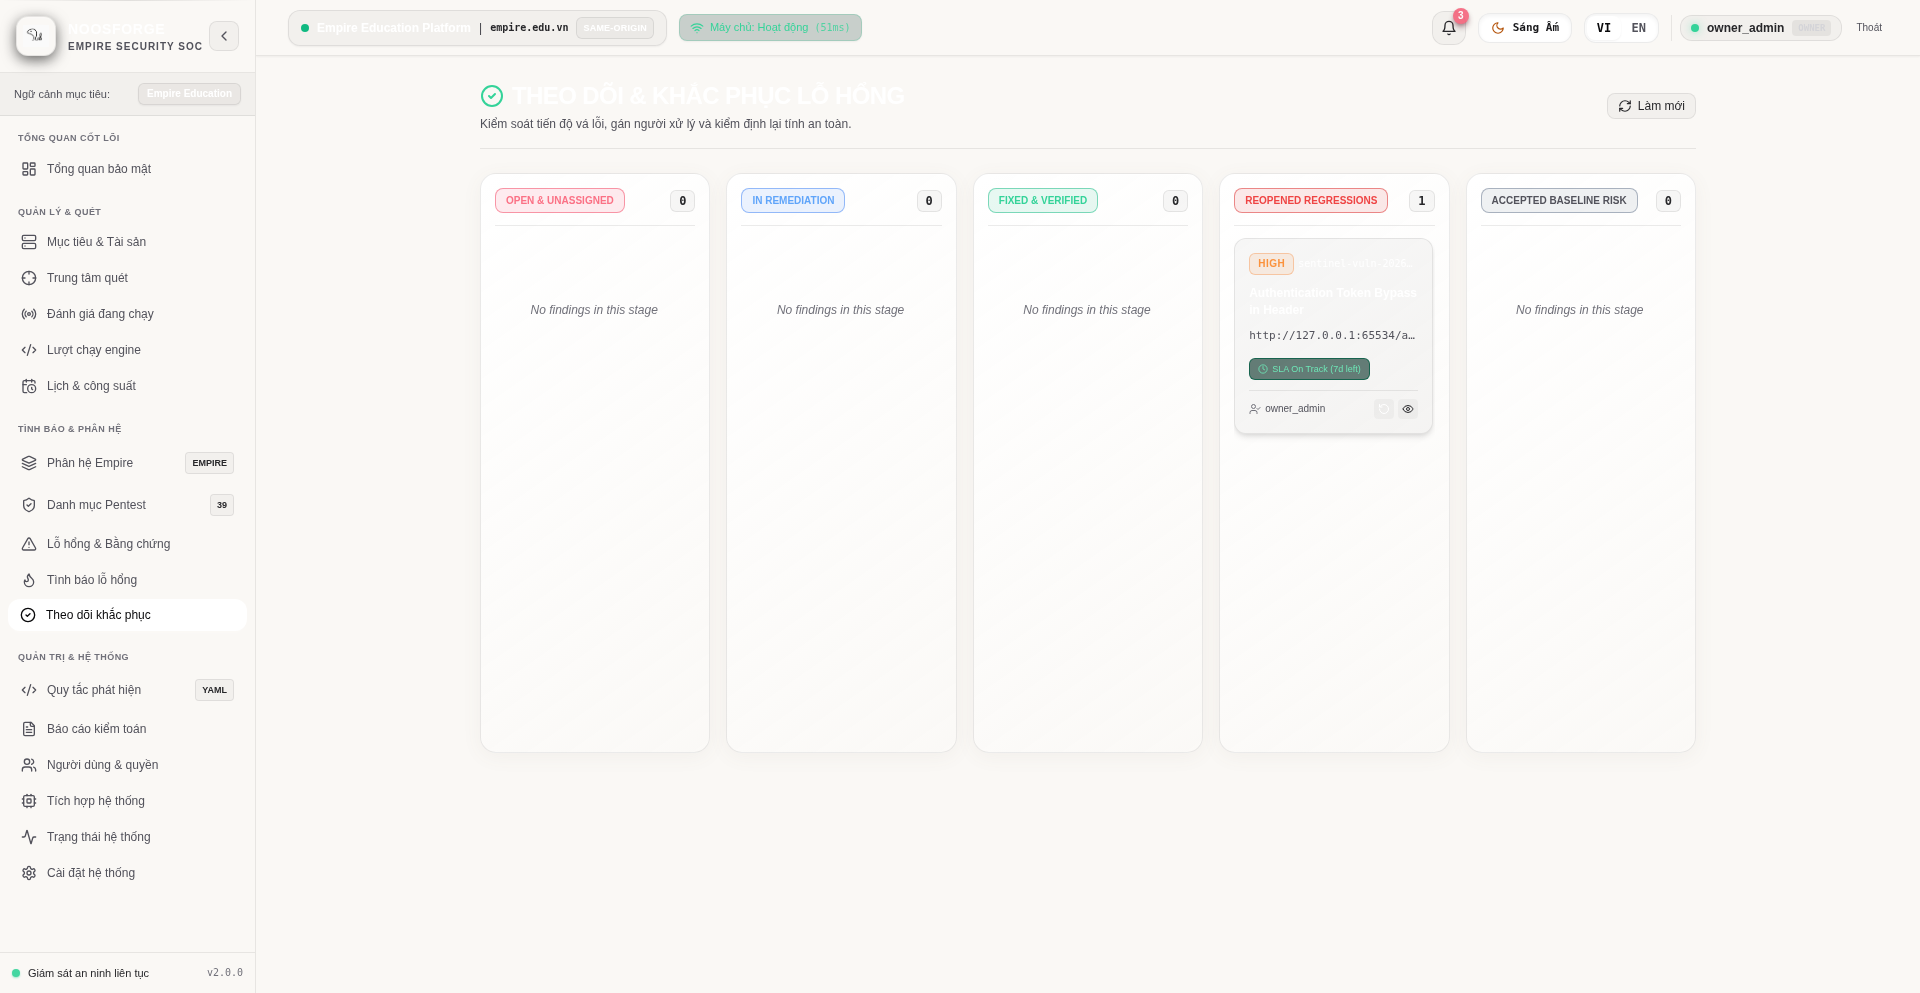 NOOSFORGE
EMPIRE SECURITY SOC
Ngữ cảnh mục tiêu:
Empire Education
TỔNG QUAN CỐT LÕI
Tổng quan bảo mật
QUẢN LÝ & QUÉT
Mục tiêu & Tài sản
Trung tâm quét
Đánh giá đang chạy
Lượt chạy engine
Lịch & công suất
TÌNH BÁO & PHÂN HỆ
Phân hệ Empire
EMPIRE
Danh mục Pentest
39
Lỗ hổng & Bằng chứng
Tình báo lỗ hổng
Theo dõi khắc phục
QUẢN TRỊ & HỆ THỐNG
Quy tắc phát hiện
YAML
Báo cáo kiểm toán
Người dùng & quyền
Tích hợp hệ thống
Trạng thái hệ thống
Cài đặt hệ thống
Giám sát an ninh liên tục
v2.0.0
Empire Education Platform | empire.edu.vn SAME-ORIGIN
Máy chủ: Hoạt động (51ms)
3
Sáng Ấm
VI EN
owner_admin OWNER
Thoát
THEO DÕI & KHẮC PHỤC LỖ HỔNG
Kiểm soát tiến độ vá lỗi, gán người xử lý và kiểm định lại tính an toàn.
Làm mới
OPEN & UNASSIGNED 0
No findings in this stage
IN REMEDIATION 0
No findings in this stage
FIXED & VERIFIED 0
No findings in this stage
REOPENED REGRESSIONS 1
HIGH sentinel-vuln-2026…
Authentication Token Bypass
in Header
http://127.0.0.1:65534/a…
SLA On Track (7d left)
owner_admin
ACCEPTED BASELINE RISK 0
No findings in this stage